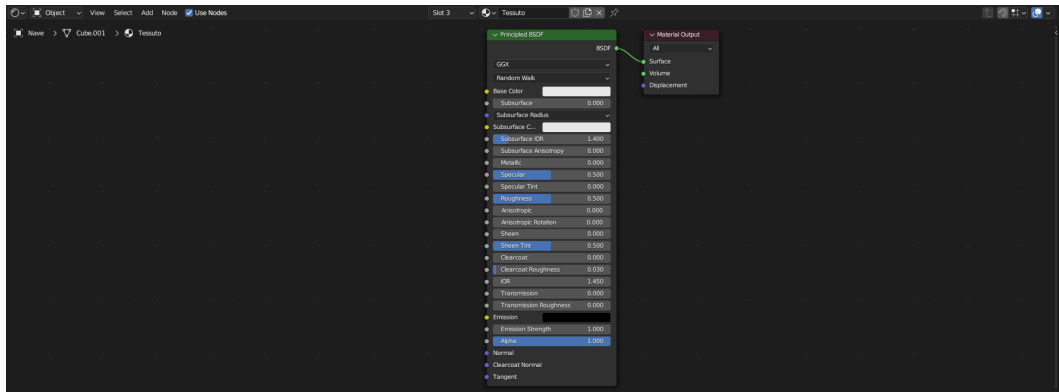 Object View Select Add Node Use Nodes Slot 3 Tessuto
Nave > Cube.001 > Tessuto
Principled BSDF
BSDF
GGX
Random Walk
Base Color
Subsurface 0.000
Subsurface Radius
Subsurface C...
Subsurface IOR 1.400
Subsurface Anisotropy 0.000
Metallic 0.000
Specular 0.500
Specular Tint 0.000
Roughness 0.500
Anisotropic 0.000
Anisotropic Rotation 0.000
Sheen 0.000
Sheen Tint 0.500
Clearcoat 0.000
Clearcoat Roughness 0.030
IOR 1.450
Transmission 0.000
Transmission Roughness 0.000
Emission
Emission Strength 1.000
Alpha 1.000
Normal
Clearcoat Normal
Tangent
Material Output
All
Surface
Volume
Displacement